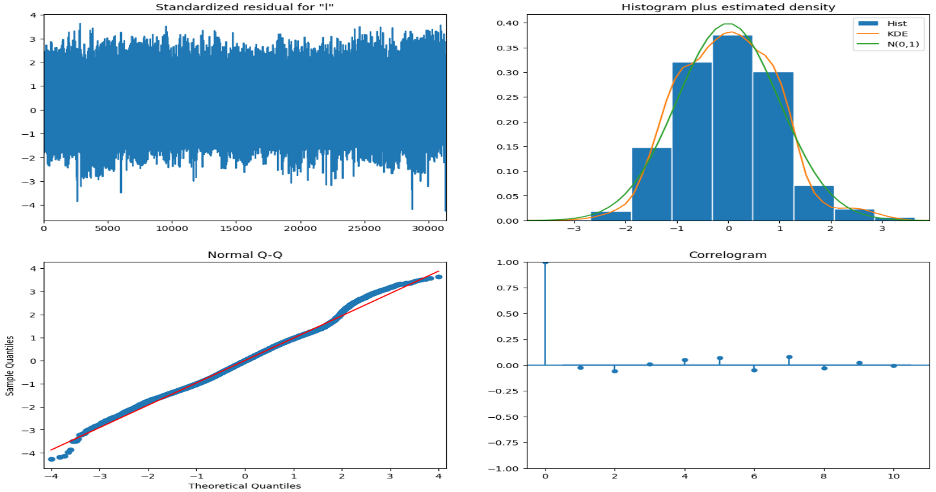 Standardized residual for "l"
4
3
2
1
0
−1
−2
−3
−4
0 5000 10000 15000 20000 25000 30000
Histogram plus estimated density
Hist
KDE
N(0,1)
0.40
0.35
0.30
0.25
0.20
0.15
0.10
0.05
0.00
−3 −2 −1 0 1 2 3
Normal Q-Q
Sample Quantiles
4
3
2
1
0
−1
−2
−3
−4
−4 −3 −2 −1 0 1 2 3 4
Theoretical Quantiles
Correlogram
1.00
0.75
0.50
0.25
0.00
−0.25
−0.50
−0.75
−1.00
0 2 4 6 8 10